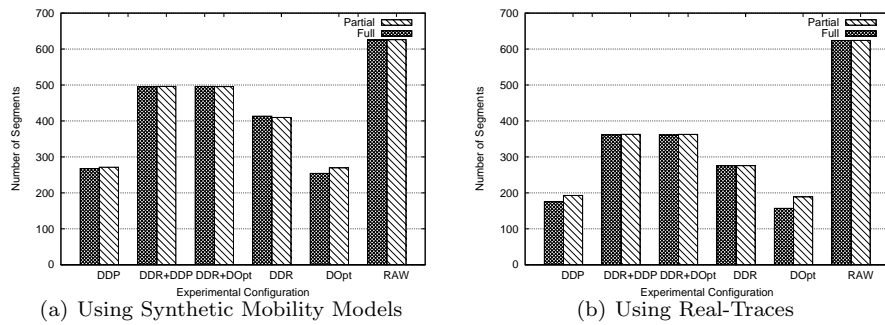 Partial
Full
700
600
500
400
300
200
100
0
Number of Segments
DDP DDR+DDP DDR+DOpt DDR DOpt RAW
Experimental Configuration
(a) Using Synthetic Mobility Models
Partial
Full
700
600
500
400
300
200
100
0
Number of Segments
DDP DDR+DDP DDR+DOpt DDR DOpt RAW
Experimental Configuration
(b) Using Real-Traces